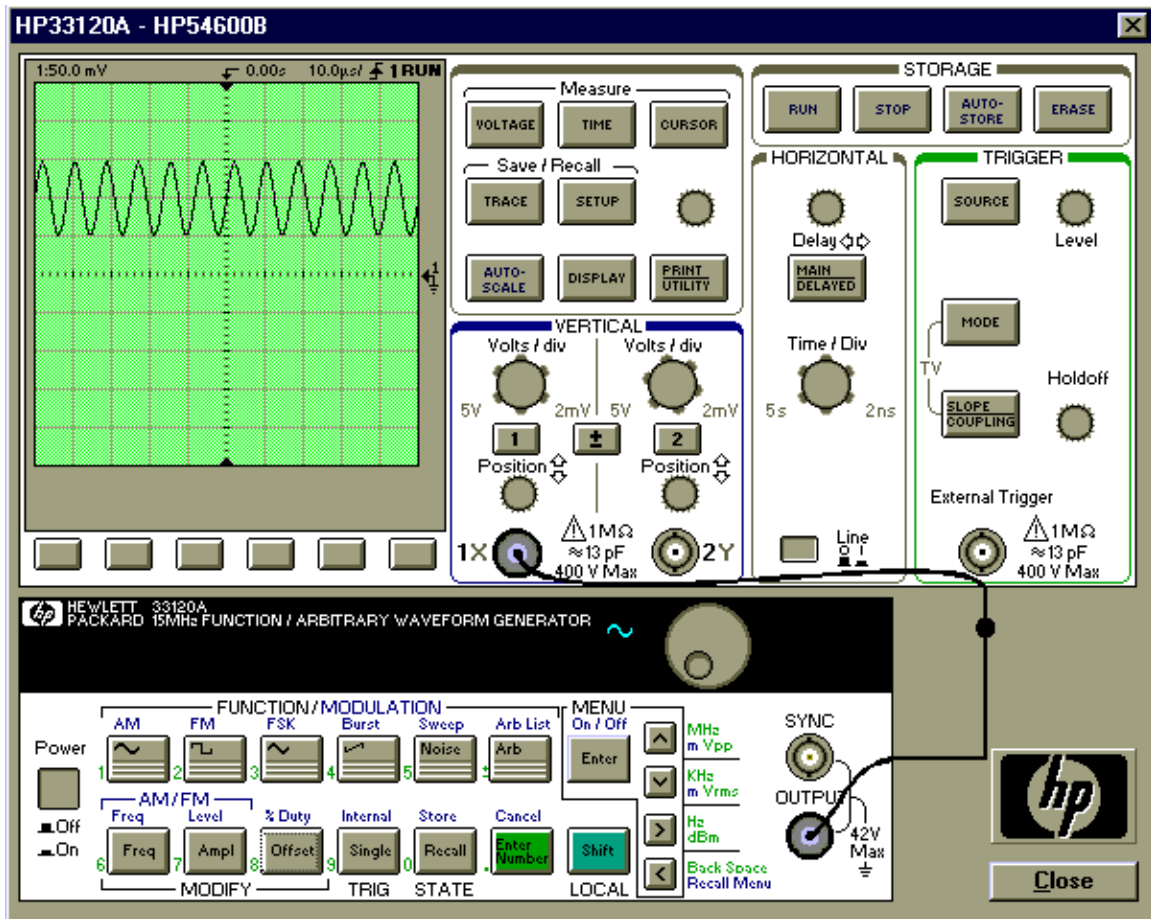 HP33120A - HP54600B
1:50.0 mV 0.00s 10.0µs/ 1 RUN
1
Measure
VOLTAGE TIME CURSOR
Save / Recall
TRACE SETUP
AUTO-SCALE DISPLAY PRINT UTILITY
STORAGE
RUN STOP AUTO-STORE ERASE
VERTICAL
Volts / div Volts / div
5V 2mV 5V 2mV
1 ± 2
Position Position
1X 1MΩ ≈13 pF 400 V Max 2Y 1MΩ ≈13 pF 400 V Max
HORIZONTAL
Delay
MAIN DELAYED
Time / Div
5s 2ns
Line
O I
TRIGGER
SOURCE Level
MODE
TV
SLOPE COUPLING Holdoff
External Trigger
1MΩ
≈13 pF
400 V Max
hp HEWLETT PACKARD 33120A
15MHz FUNCTION / ARBITRARY WAVEFORM GENERATOR
FUNCTION / MODULATION
AM FM FSK Burst Sweep Arb List
Noise Arb
1 2 3 4 5 ±
Power
Off
On
AM/FM
Freq Level % Duty Internal Store Cancel
6 Freq 7 Ampl 8 Offset 9 Single 0 Recall . Enter Number Shift
MODIFY TRIG STATE LOCAL
MENU
On / Off
Enter
^ MHz
m Vpp
v KHz
m Vrms
> Hz
dBm
< Back Space
Recall Menu
SYNC
OUTPUT
42V
Max
hp
Close